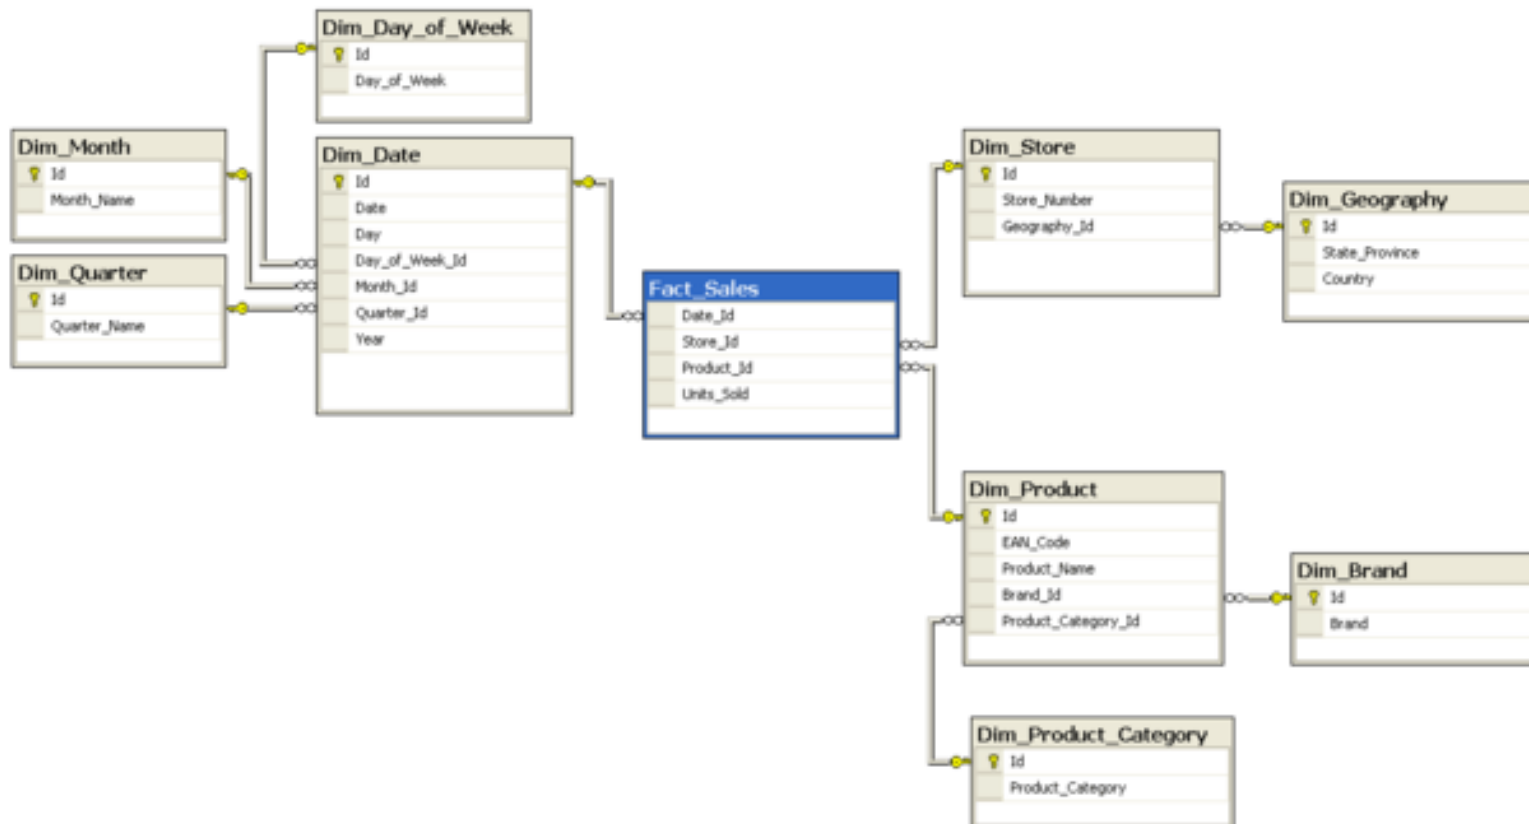 Dim_Day_of_Week
Id
Day_of_Week
Dim_Month
Id
Month_Name
Dim_Quarter
Id
Quarter_Name
Dim_Date
Id
Date
Day
Day_of_Week_Id
Month_Id
Quarter_Id
Year
Fact_Sales
Date_Id
Store_Id
Product_Id
Units_Sold
Dim_Store
Id
Store_Number
Geography_Id
Dim_Geography
Id
State_Province
Country
Dim_Product
Id
EAN_Code
Product_Name
Brand_Id
Product_Category_Id
Dim_Brand
Id
Brand
Dim_Product_Category
Id
Product_Category